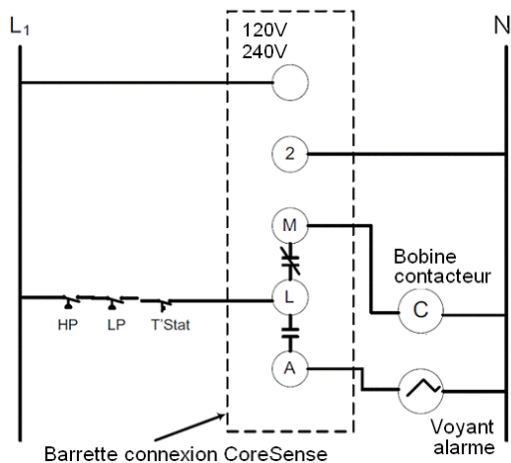 L1
N
120V
240V
2
M
Bobine
contacteur
C
L
HP LP T'Stat
A
Voyant
alarme
Barrette connexion CoreSense